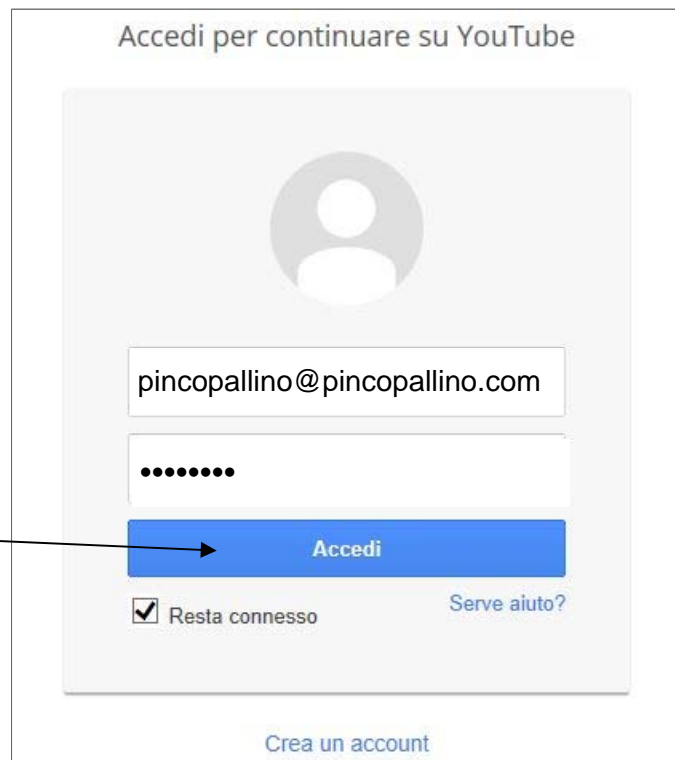 Accedi per continuare su YouTube
pincopallino@pincopallino.com
••••••••
Accedi
Resta connesso
Serve aiuto?
Crea un account